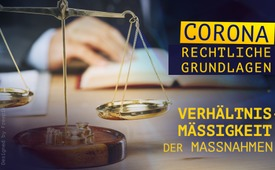 CORONA
RECHTLICHE
GRUNDLAGEN
VERHÄLTNIS-
MÄSSIGKEIT
DER MASSNAHMEN